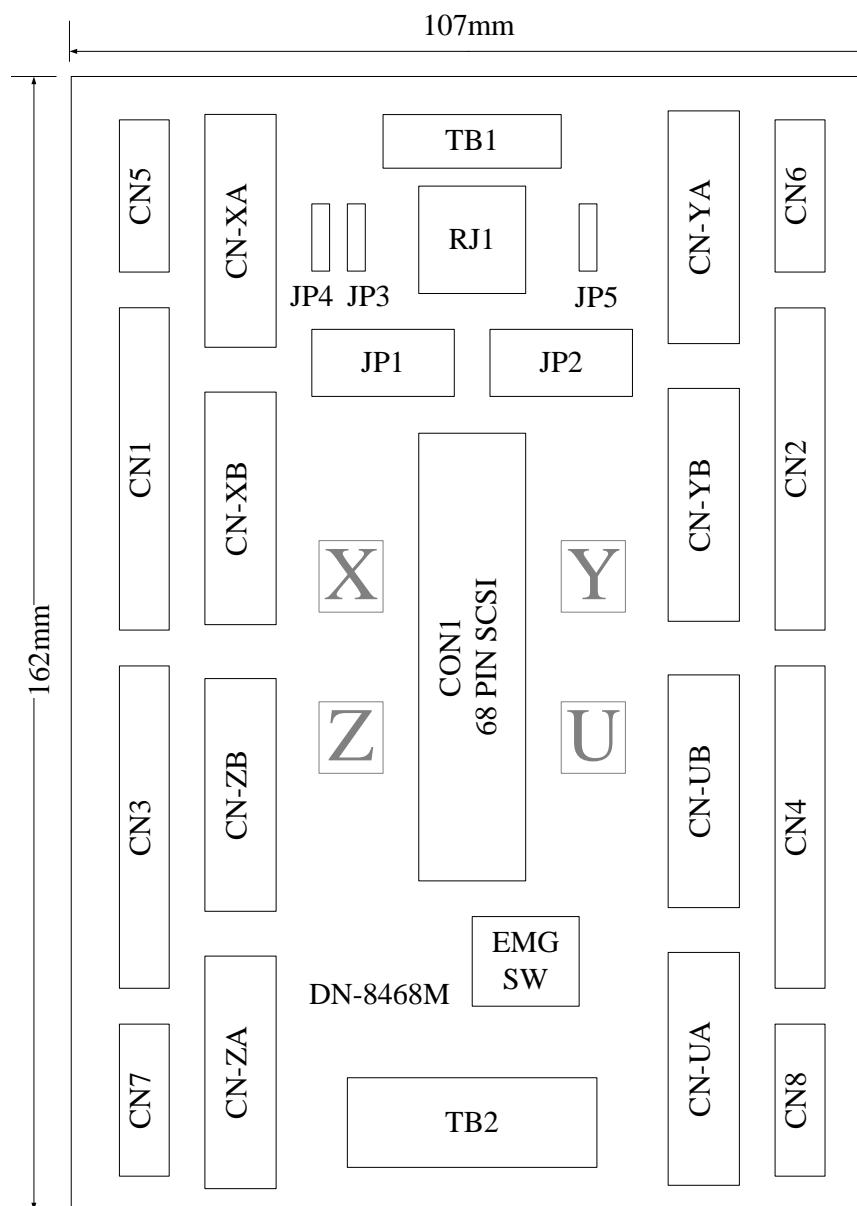 107mm
162mm
TB1
CN5
CN-XA
CN-YA
CN6
RJ1
JP4
JP3
JP5
JP1
JP2
CN1
CN-XB
CN-YB
CN2
X
Y
CON1
68 PIN SCSI
Z
U
CN3
CN-ZB
CN-UB
CN4
EMG
SW
DN-8468M
CN7
CN-ZA
CN-UA
CN8
TB2